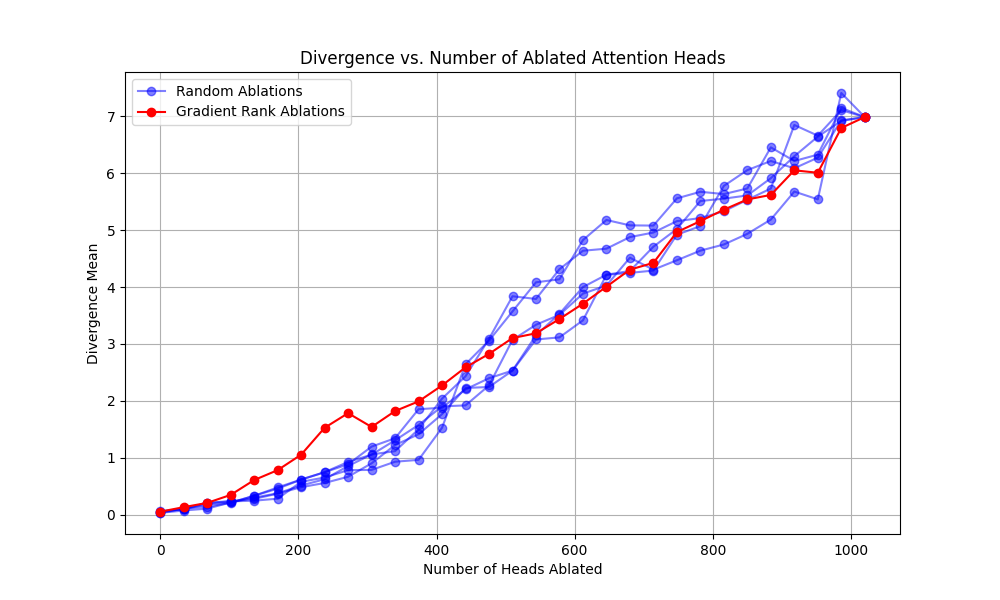 Divergence vs. Number of Ablated Attention Heads
Random Ablations
Gradient Rank Ablations
7
6
5
4
3
2
1
0
Divergence Mean
0 200 400 600 800 1000
Number of Heads Ablated